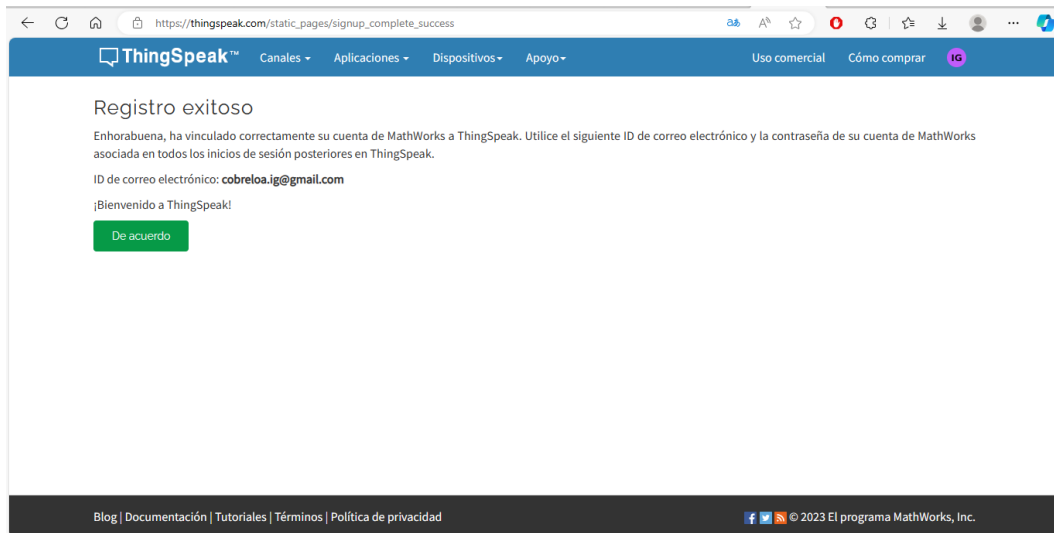 https://thingspeak.com/static_pages/signup_complete_success
ThingSpeak™ Canales Aplicaciones Dispositivos Apoyo Uso comercial Cómo comprar IG
Registro exitoso
Enhorabuena, ha vinculado correctamente su cuenta de MathWorks a ThingSpeak. Utilice el siguiente ID de correo electrónico y la contraseña de su cuenta de MathWorks
asociada en todos los inicios de sesión posteriores en ThingSpeak.
ID de correo electrónico: cobreloa.ig@gmail.com
¡Bienvenido a ThingSpeak!
De acuerdo
Blog | Documentación | Tutoriales | Términos | Política de privacidad © 2023 El programa MathWorks, Inc.